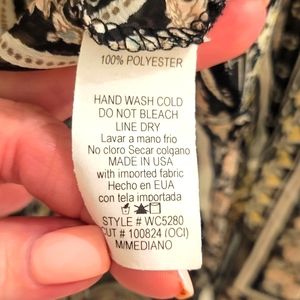 100% POLYESTER
HAND WASH COLD
DO NOT BLEACH
LINE DRY
Lavar a mano frio
No cloro Secar colgano
MADE IN USA
with imported fabric
Hecho en EUA
con tela importada
STYLE # WC5280
CUT # 100824 (OCI)
M/MEDIANO